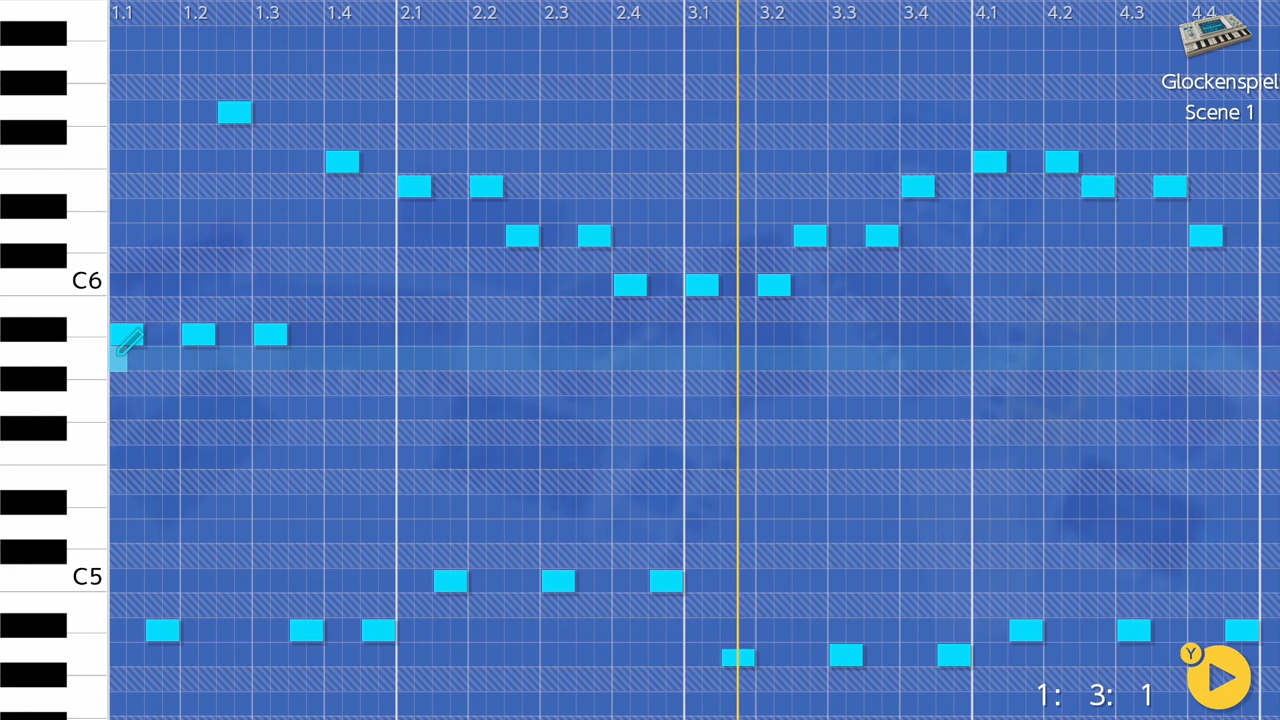 1.1 1.2 1.3 1.4 2.1 2.2 2.3 2.4 3.1 3.2 3.3 3.4 4.1 4.2 4.3 4.4
Glockenspiel
Scene 1
C6
C5
Y
1: 3: 1